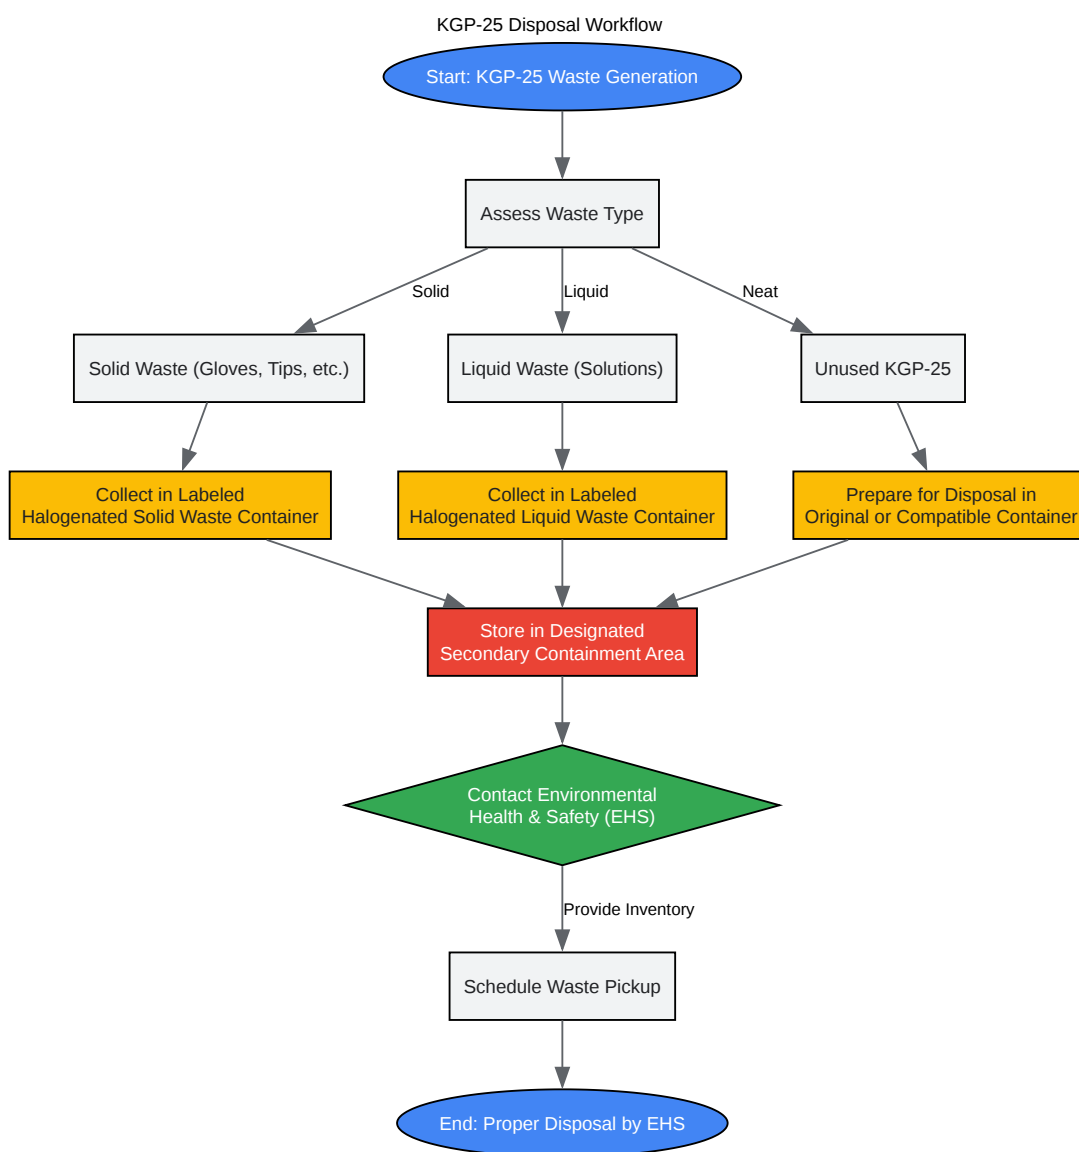 KGP-25 Disposal Workflow
Start: KGP-25 Waste Generation
Assess Waste Type
Solid
Liquid
Neat
Solid Waste (Gloves, Tips, etc.)
Liquid Waste (Solutions)
Unused KGP-25
Collect in Labeled
Halogenated Solid Waste Container
Collect in Labeled
Halogenated Liquid Waste Container
Prepare for Disposal in
Original or Compatible Container
Store in Designated
Secondary Containment Area
Contact Environmental
Health & Safety (EHS)
Provide Inventory
Schedule Waste Pickup
End: Proper Disposal by EHS